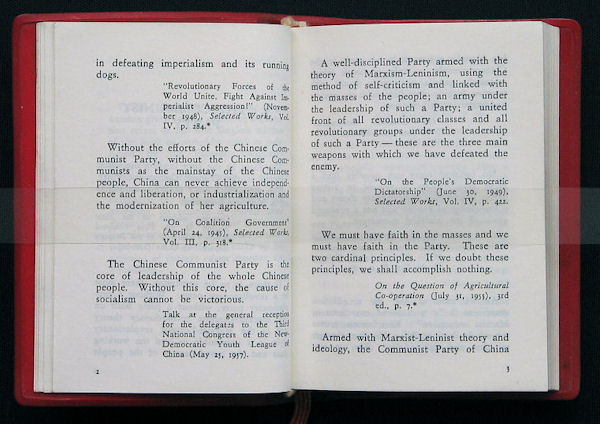 in defeating imperialism and its running
dogs.
"Revolutionary Forces of the
World Unite, Fight Against Im-
perialist Aggression!" (Novem-
ber 1948), Selected Works, Vol.
IV, p. 284.*
Without the efforts of the Chinese Com-
munist Party, without the Chinese Com-
munists as the mainstay of the Chinese
people, China can never achieve independ-
ence and liberation, or industrialization and
the modernization of her agriculture.
"On Coalition Government"
(April 24, 1945), Selected Works,
Vol. III, p. 318.*
The Chinese Communist Party is the
core of leadership of the whole Chinese
people. Without this core, the cause of
socialism cannot be victorious.
Talk at the general reception
for the delegates to the Third
National Congress of the New-
Democratic Youth League of
China (May 25, 1957).
2
A well-disciplined Party armed with the
theory of Marxism-Leninism, using the
method of self-criticism and linked with
the masses of the people; an army under
the leadership of such a Party; a united
front of all revolutionary classes and all
revolutionary groups under the leadership
of such a Party — these are the three main
weapons with which we have defeated the
enemy.
"On the People's Democratic
Dictatorship" (June 30, 1949),
Selected Works, Vol. IV, p. 422.
We must have faith in the masses and we
must have faith in the Party. These are
two cardinal principles. If we doubt these
principles, we shall accomplish nothing.
On the Question of Agricultural
Co-operation (July 31, 1955), 3rd
ed., p. 7.*
Armed with Marxist-Leninist theory and
ideology, the Communist Party of China
3